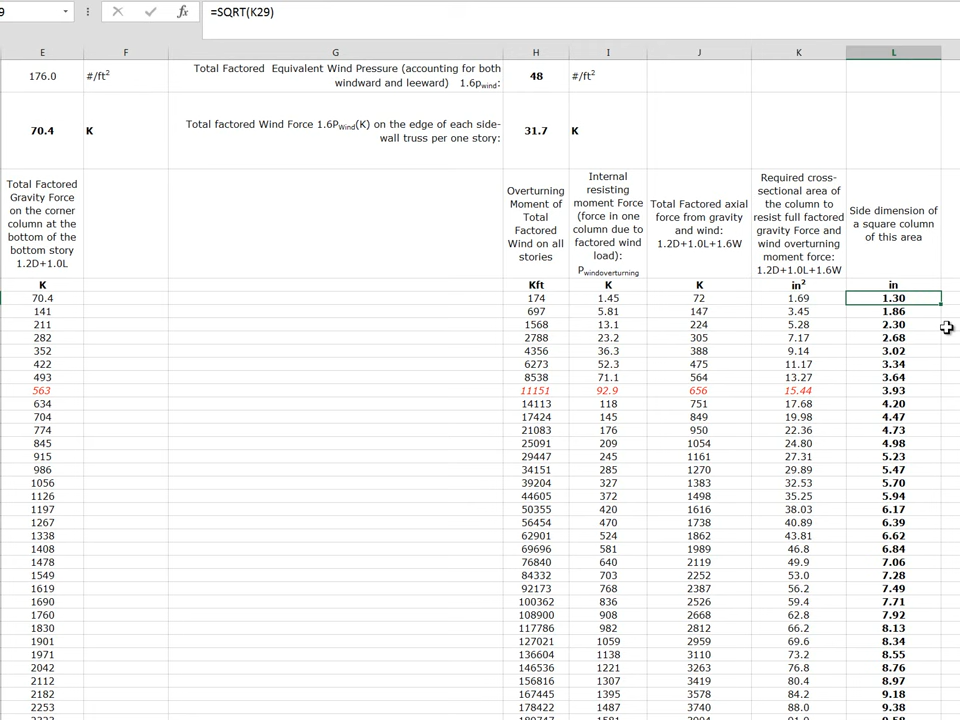 9
=SQRT(K29)
E F G H I J K L
176.0 #/ft² Total Factored Equivalent Wind Pressure (accounting for both 48 #/ft²
windward and leeward) 1.6pwind:
70.4 K Total factored Wind Force 1.6PWind(K) on the edge of each side- 31.7 K
wall truss per one story:
Total Factored
Gravity Force
on the corner
column at the
bottom of the
bottom story
1.2D+1.0L
Overturning
Moment of
Total
Factored
Wind on all
stories
Internal
resisting
moment Force
(force in one
column due to
factored wind
load):
Pwindoverturning
Total Factored axial
force from gravity
and wind:
1.2D+1.0L+1.6W
Required cross-
sectional area of
the column to
resist full factored
gravity Force and
wind overturning
moment force:
1.2D+1.0L+1.6W
Side dimension of
a square column
of this area
K Kft K K in² in
70.4 174 1.45 72 1.69 1.30
141 697 5.81 147 3.45 1.86
211 1568 13.1 224 5.28 2.30
282 2788 23.2 305 7.17 2.68
352 4356 36.3 388 9.14 3.02
422 6273 52.3 475 11.17 3.34
493 8538 71.1 564 13.27 3.64
563 11151 92.9 656 15.44 3.93
634 14113 118 751 17.68 4.20
704 17424 145 849 19.98 4.47
774 21083 176 950 22.36 4.73
845 25091 209 1054 24.80 4.98
915 29447 245 1161 27.31 5.23
986 34151 285 1270 29.89 5.47
1056 39204 327 1383 32.53 5.70
1126 44605 372 1498 35.25 5.94
1197 50355 420 1616 38.03 6.17
1267 56454 470 1738 40.89 6.39
1338 62901 524 1862 43.81 6.62
1408 69696 581 1989 46.8 6.84
1478 76840 640 2119 49.9 7.06
1549 84332 703 2252 53.0 7.28
1619 92173 768 2387 56.2 7.49
1690 100362 836 2526 59.4 7.71
1760 108900 908 2668 62.8 7.92
1830 117786 982 2812 66.2 8.13
1901 127021 1059 2959 69.6 8.34
1971 136604 1138 3110 73.2 8.55
2042 146536 1221 3263 76.8 8.76
2112 156816 1307 3419 80.4 8.97
2182 167445 1395 3578 84.2 9.18
2253 178422 1487 3740 88.0 9.38